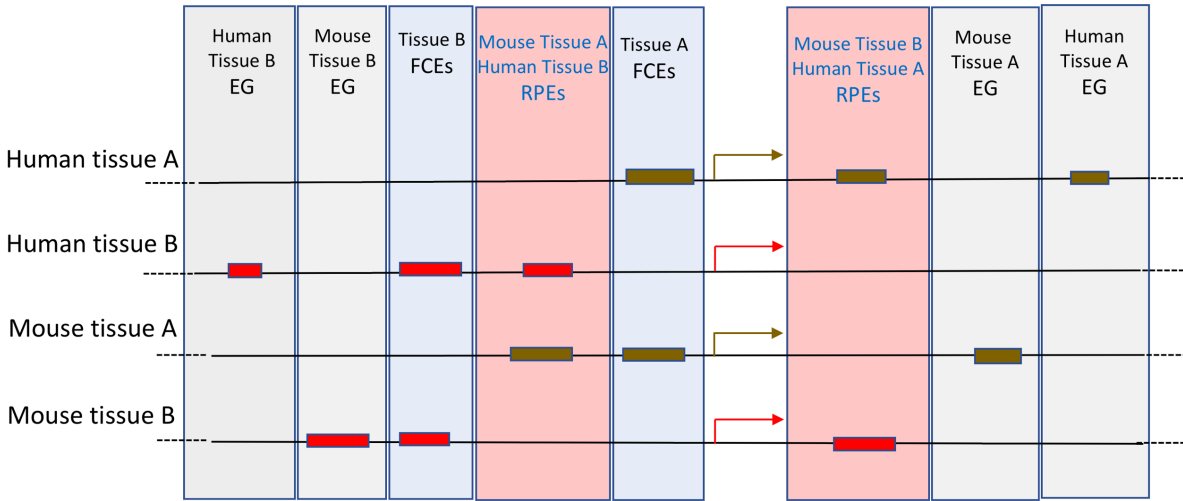 Human
Tissue B
EG
Mouse
Tissue B
EG
Tissue B
FCEs
Mouse Tissue A
Human Tissue B
RPEs
Tissue A
FCEs
Mouse Tissue B
Human Tissue A
RPEs
Mouse
Tissue A
EG
Human
Tissue A
EG
Human tissue A
Human tissue B
Mouse tissue A
Mouse tissue B